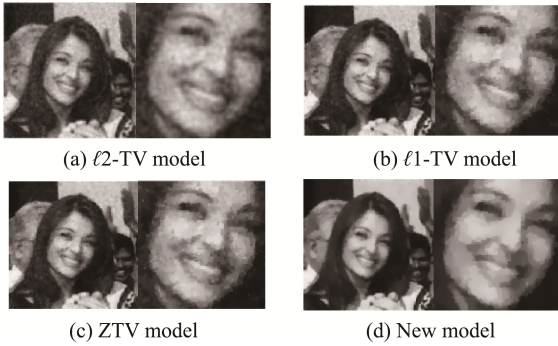 (a) ℓ2-TV model
(b) ℓ1-TV model
(c) ZTV model
(d) New model